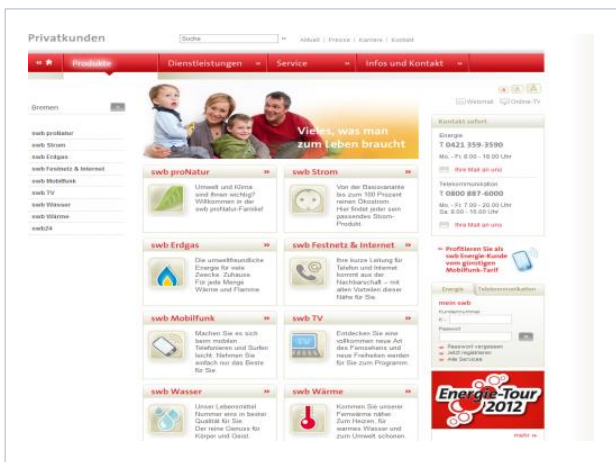 Privatkunden
Suche
Aktuell | Presse | Karriere | Kontakt
Produkte
Dienstleistungen
Service
Infos und Kontakt
A A A
Webmail Online-TV
Bremen
swb proNatur
swb Strom
swb Erdgas
swb Festnetz & Internet
swb Mobilfunk
swb TV
swb Wasser
swb Wärme
swb24
Vieles, was man
zum Leben braucht
swb proNatur
Umwelt und Klima
sind Ihnen wichtig?
Willkommen in der
swb proNatur-Familie!
swb Strom
Von der Basisvariante
bis zum 100 Prozent
reinen Ökostrom.
Hier findet jeder sein
passendes Strom-
Produkt.
swb Erdgas
Die umweltfreundliche
Energie für viele
Zwecke. Zuhause.
Für jede Menge
Wärme und Flamme.
swb Festnetz & Internet
Ihre kurze Leitung für
Telefon und Internet
kommt aus der
Nachbarschaft – mit
allen Vorteilen dieser
Nähe für Sie.
swb Mobilfunk
Machen Sie es sich
beim mobilen
Telefonieren und Surfen
leicht. Nehmen Sie
einfach nur das Beste
für Sie.
swb TV
Entdecken Sie eine
vollkommen neue Art
des Fernsehens und
neue Freiheiten werden
für Sie zum Programm.
swb Wasser
Unser Lebensmittel
Nummer eins in bester
Qualität für Sie.
Der reine Genuss für
Körper und Geist.
swb Wärme
Kommen Sie unserer
Fernwärme näher.
Zum Heizen, für
warmes Wasser und
zum Umwelt schonen.
Kontakt sofort
Energie
T 0421 359-3590
Mo. - Fr. 8.00 - 18.00 Uhr
Ihre Mail an uns
Telekommunikation
T 0800 887-6000
Mo. - Fr. 7.00 - 20.00 Uhr
Sa. 8.00 - 16.00 Uhr
Ihre Mail an uns
Profitieren Sie als
swb Energie-Kunde
vom günstigen
Mobilfunk-Tarif
Energie
Telekommunikation
mein swb
Kundennummer
K -
Passwort
Passwort vergessen
Jetzt registrieren
Alle Services
Energie-Tour
2012
mehr